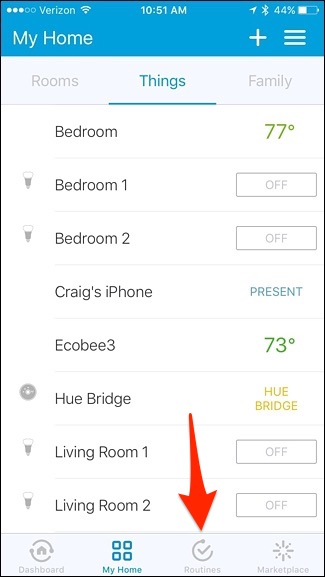 Verizon 10:51 AM 44%
My Home
Rooms Things Family
Bedroom 77°
Bedroom 1 OFF
Bedroom 2 OFF
Craig's iPhone PRESENT
Ecobee3 73°
Hue Bridge HUE
BRIDGE
Living Room 1 OFF
Living Room 2 OFF
Dashboard My Home Routines Marketplace